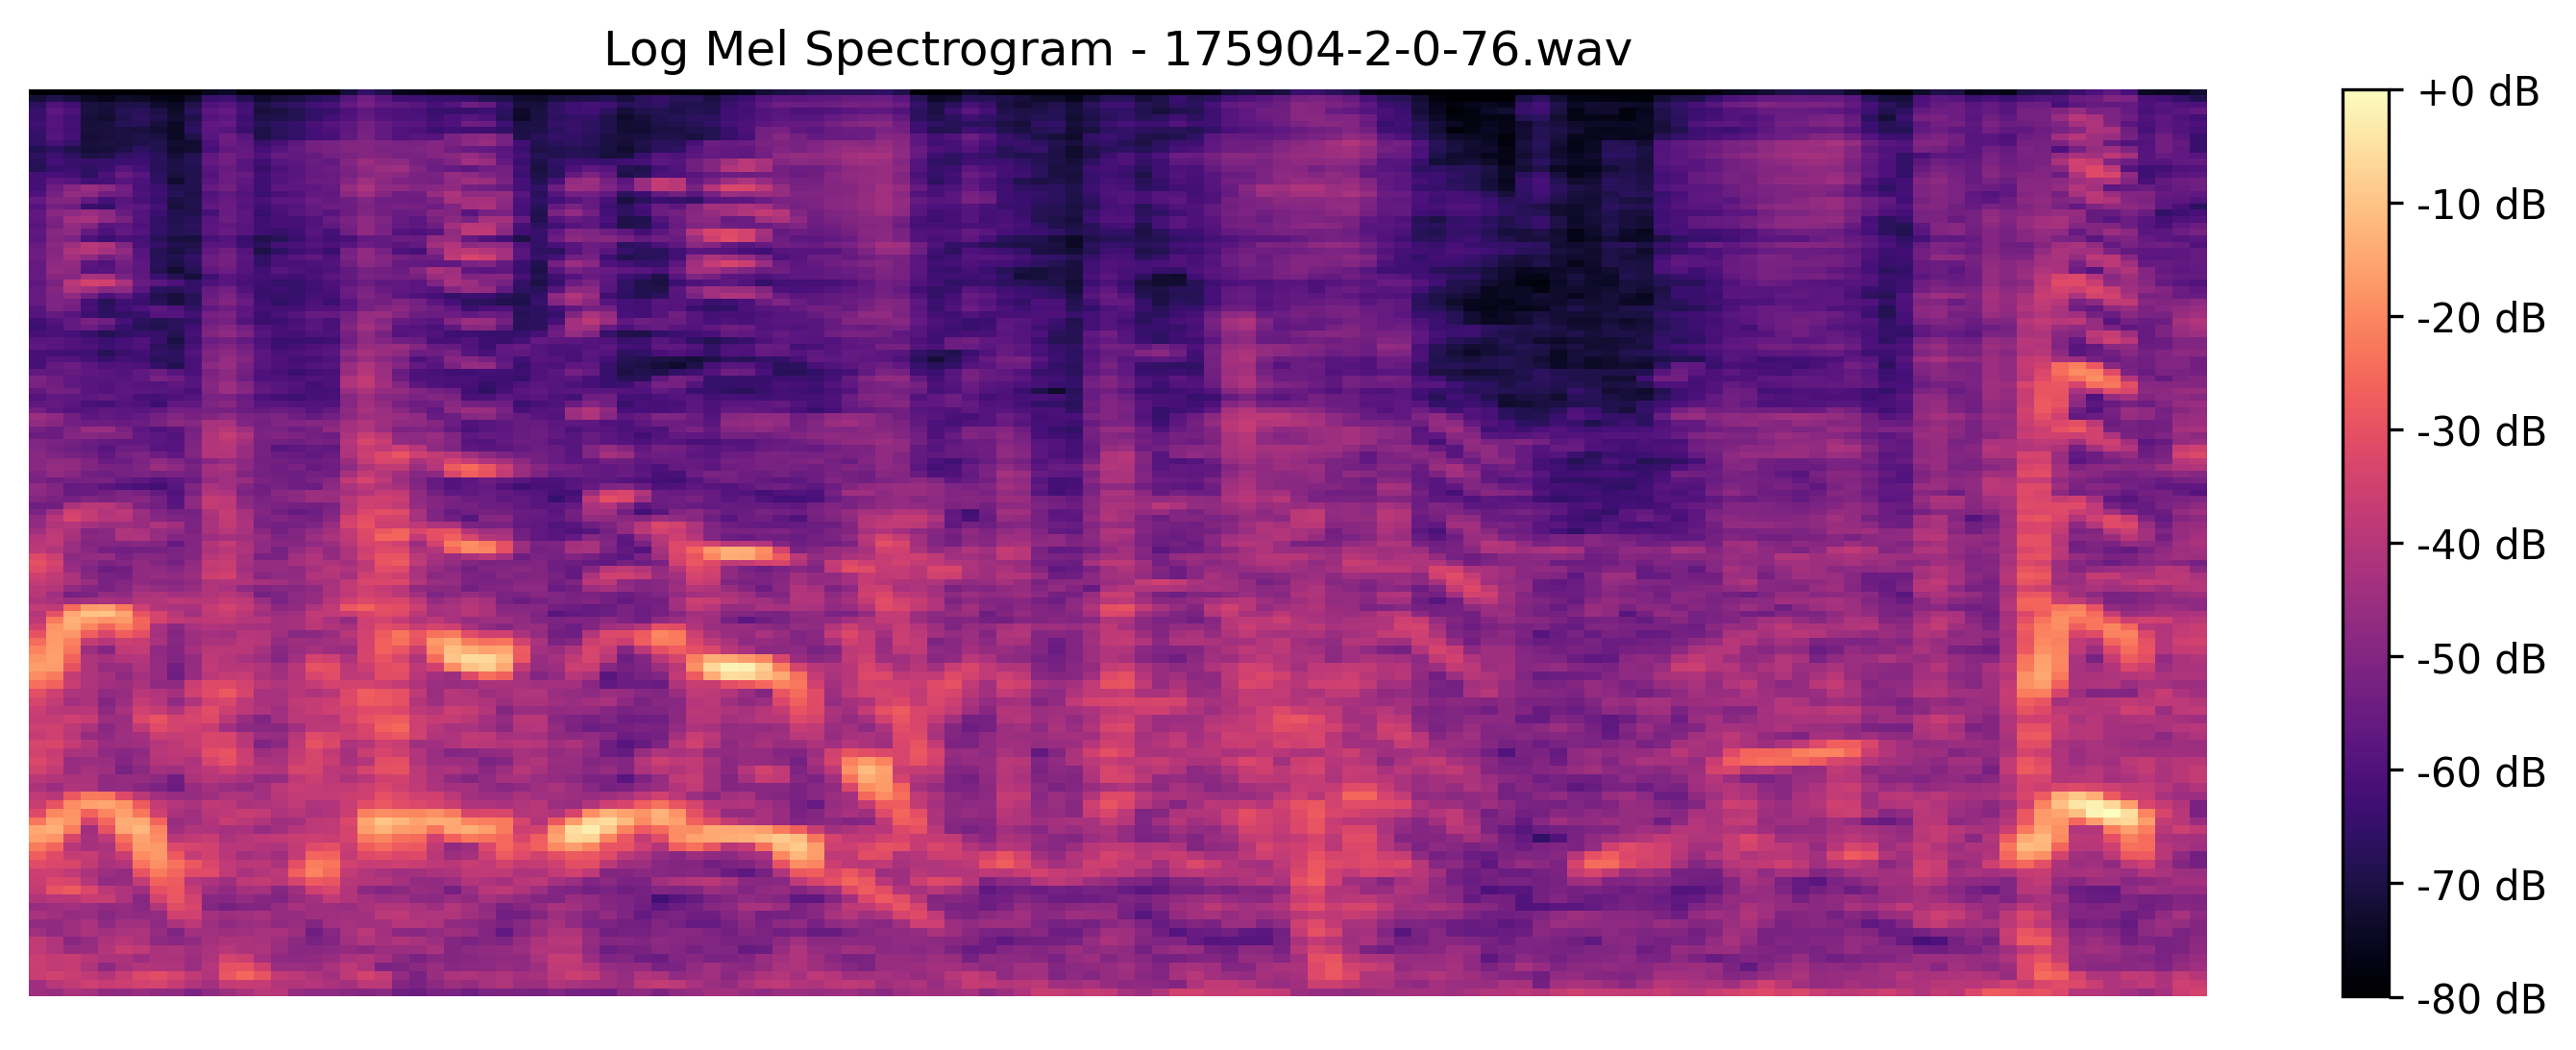 Log Mel Spectrogram - 175904-2-0-76.wav
+0 dB
-10 dB
-20 dB
-30 dB
-40 dB
-50 dB
-60 dB
-70 dB
-80 dB